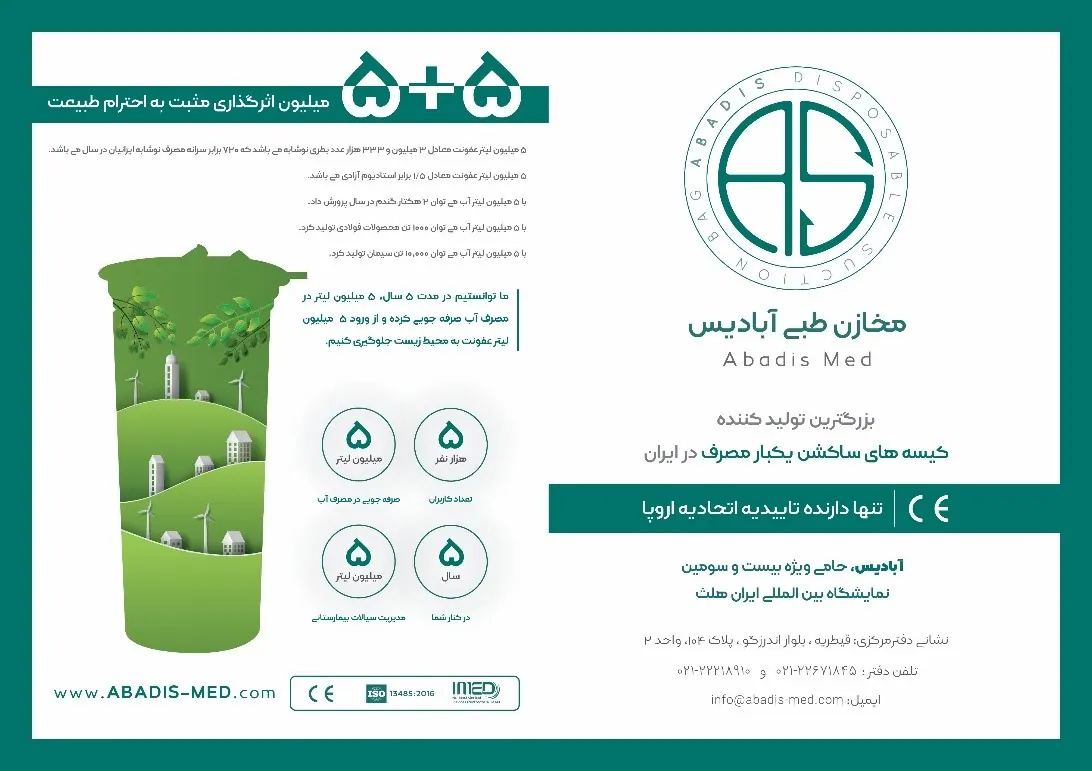 ABADIS DISPOSABLE SUCTION BAG
مخازن طبی آبادیس
Abadis Med
بزرگترین تولید کننده
کیسه های ساکشن یکبار مصرف در ایران
CE | تنها دارنده تاییدیه اتحادیه اروپا
آبادیس، حامی ویژه بیست و سومین
نمایشگاه بین المللی ایران هلث
نشانی دفترمرکزی: قیطریه ، بلوار اندرزگو ، پلاک ۱۰۴، واحد ۲
تلفن دفتر : ۰۲۱-۲۲۶۷۱۸۴۵ و ۰۲۱-۲۲۲۱۸۹۱۰
ایمیل: info@abadis-med.com
۵+۵ میلیون اثرگذاری مثبت به احترام طبیعت
۵ میلیون لیتر عفونت معادل ۳ میلیون و ۳۳۳ هزار عدد بطری نوشابه می باشد که ۷۲۰ برابر سرانه مصرف نوشابه ایرانیان در سال می باشد.
۵ میلیون لیتر عفونت معادل ۱/۵ برابر استادیوم آزادی می باشد.
با ۵ میلیون لیتر آب می توان ۲ هکتار گندم در سال پرورش داد.
با ۵ میلیون لیتر آب می توان ۱۰۰۰ تن محصولات فولادی تولید کرد.
با ۵ میلیون لیتر آب می توان ۱۰,۰۰۰ تن سیمان تولید کرد.
ما توانستیم در مدت ۵ سال، ۵ میلیون لیتر در
مصرف آب صرفه جویی کرده و از ورود ۵ میلیون
لیتر عفونت به محیط زیست جلوگیری کنیم.
۵ هزار نفر
تعداد کاربران
۵ میلیون لیتر
صرفه جویی در مصرف آب
۵ سال
در کنار شما
۵ میلیون لیتر
مدیریت سیالات بیمارستانی
www.ABADIS-MED.com
CE ISO 13485:2016 IMED